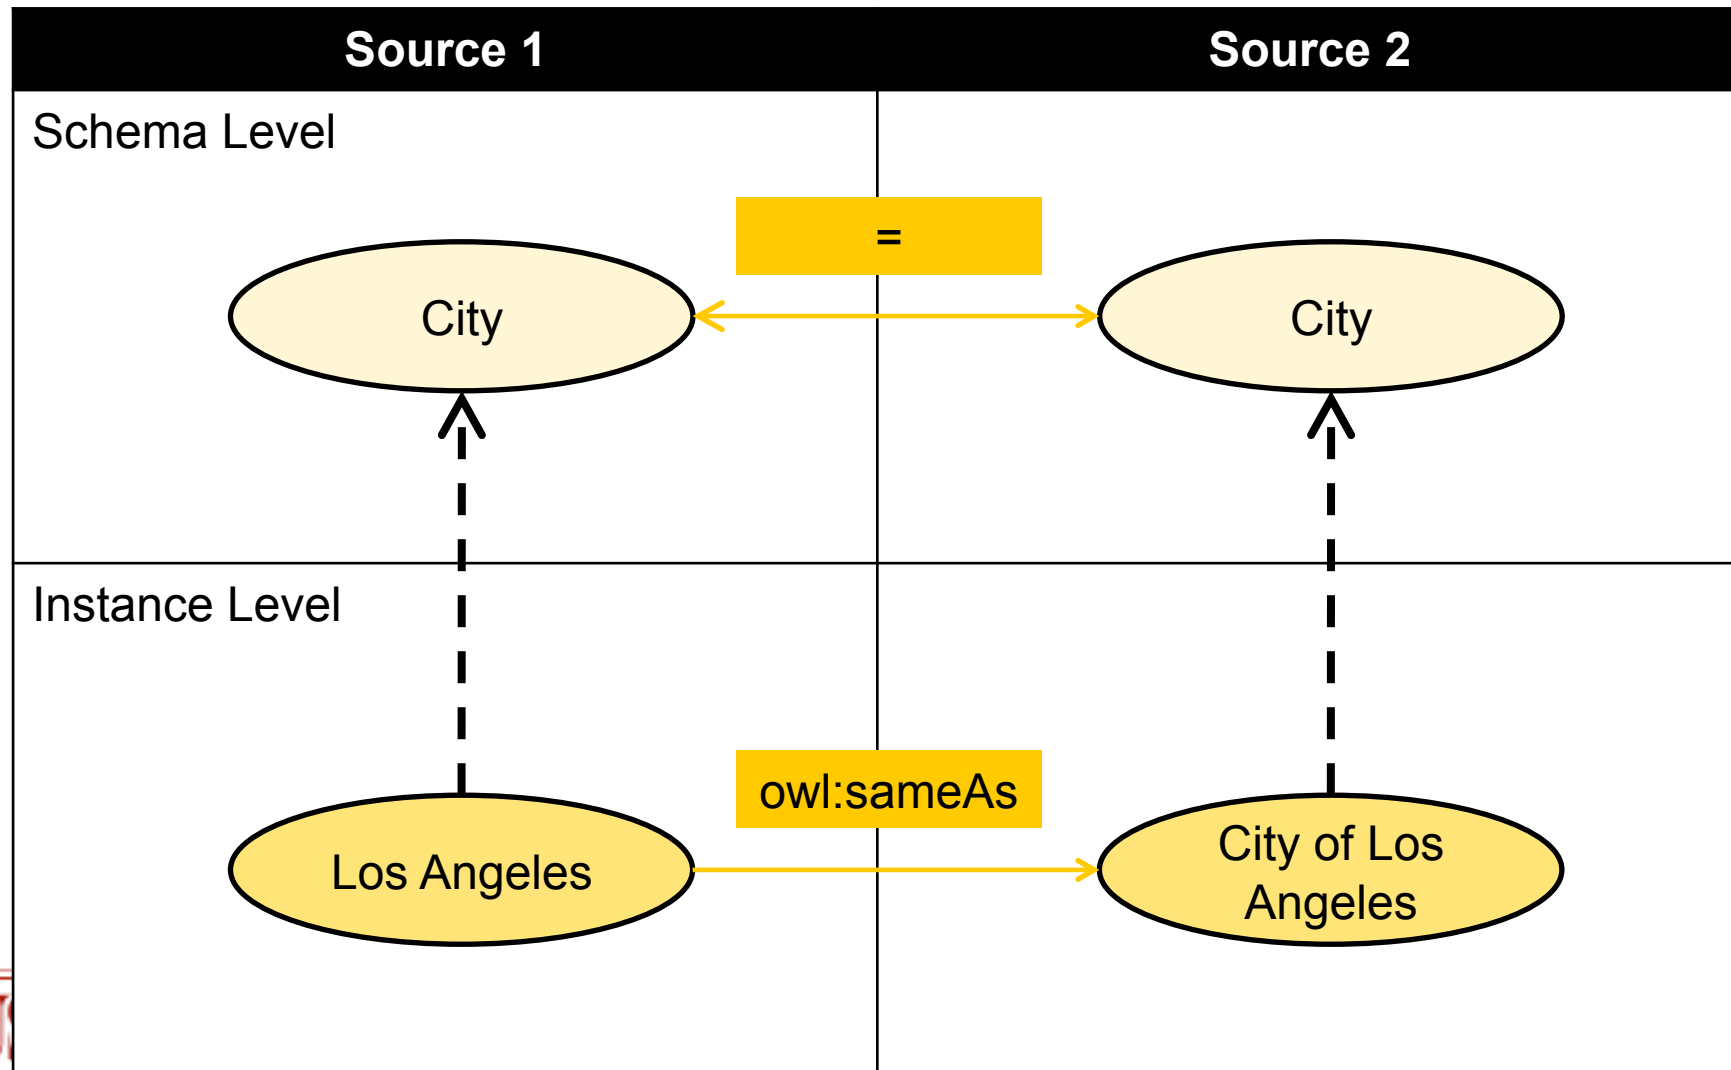 Source 1
Source 2
Schema Level
=
City
City
Instance Level
owl:sameAs
Los Angeles
City of Los
Angeles